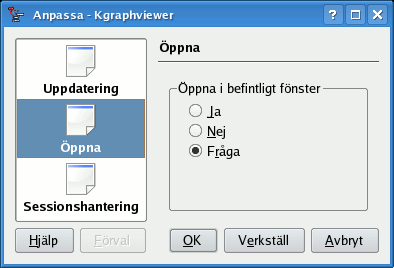 Anpassa - Kgraphviewer
Uppdatering
Öppna
Sessionshantering
Öppna
Öppna i befintligt fönster
Ja
Nej
Fråga
Hjälp
Förval
OK
Verkställ
Avbryt